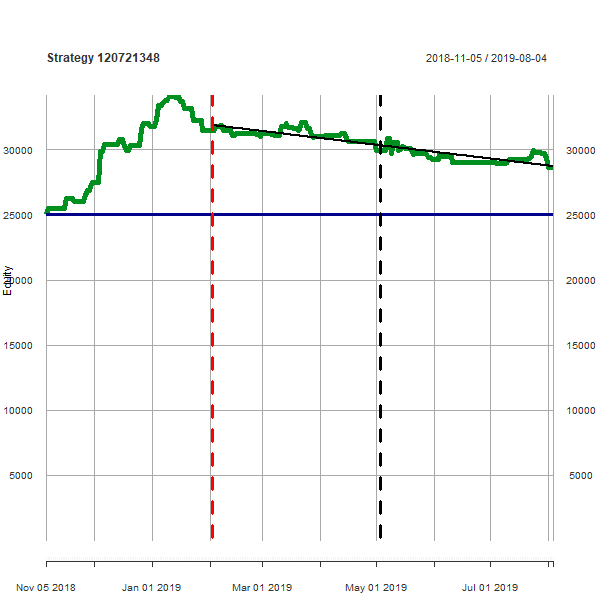 Strategy 120721348
2018-11-05 / 2019-08-04
30000
30000
25000
25000
Equity
20000
20000
15000
15000
10000
10000
5000
5000
Nov 05 2018
Jan 01 2019
Mar 01 2019
May 01 2019
Jul 01 2019